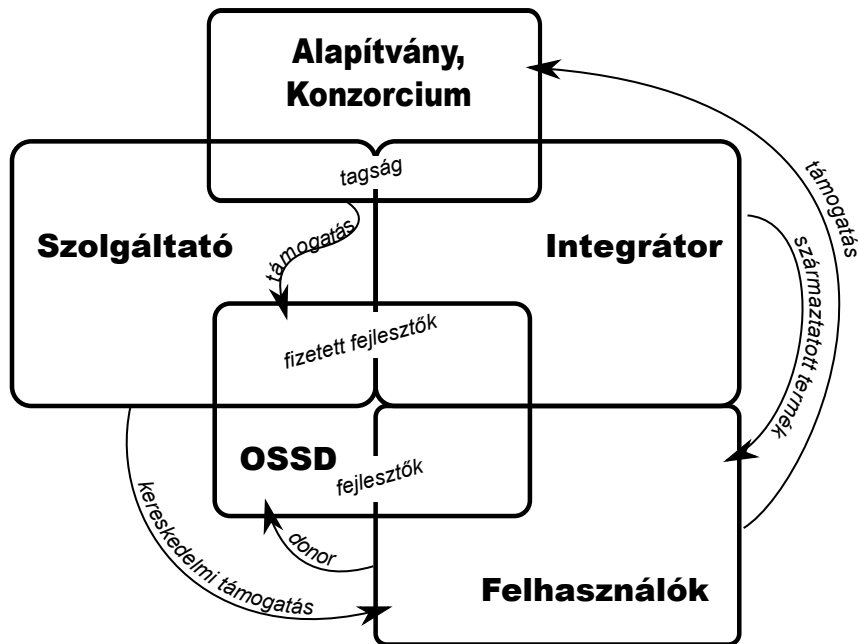 Alapítvány,
Konzorcium
tagság
támogatás
Szolgáltató
Integrátor
támogatás
származtatott termék
fizetett fejlesztők
OSSD
fejlesztők
kereskedelmi támogatás
donor
Felhasználók